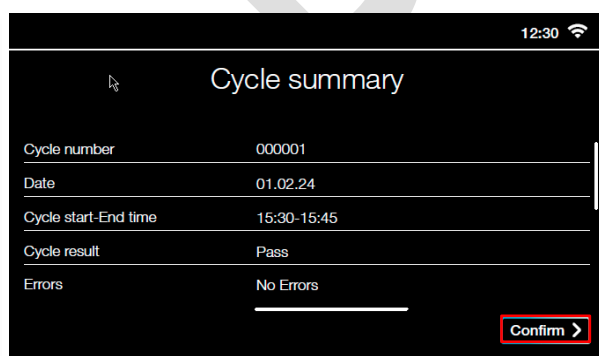 12:30
Cycle summary
Cycle number 000001
Date 01.02.24
Cycle start-End time 15:30-15:45
Cycle result Pass
Errors No Errors
Confirm